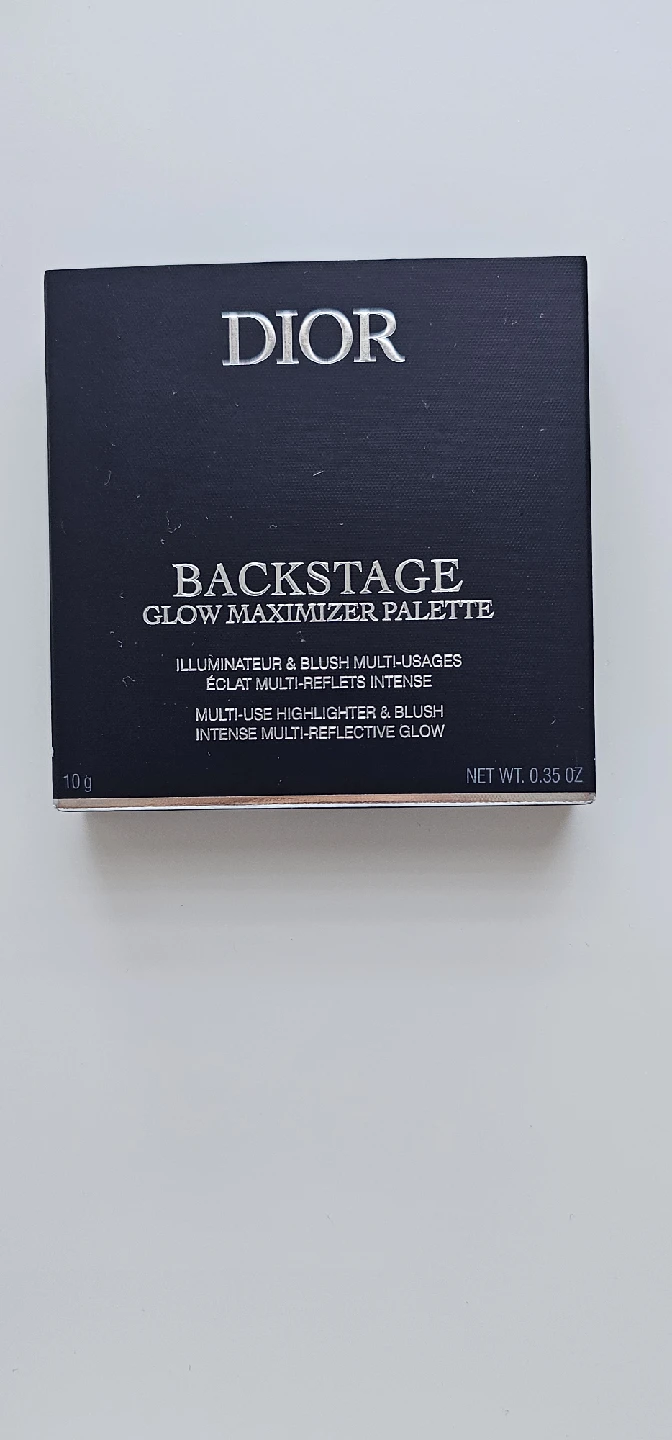 DIOR
BACKSTAGE
GLOW MAXIMIZER PALETTE
ILLUMINATEUR & BLUSH MULTI-USAGES
ÉCLAT MULTI-REFLETS INTENSE
MULTI-USE HIGHLIGHTER & BLUSH
INTENSE MULTI-REFLECTIVE GLOW
10 g NET WT. 0.35 OZ